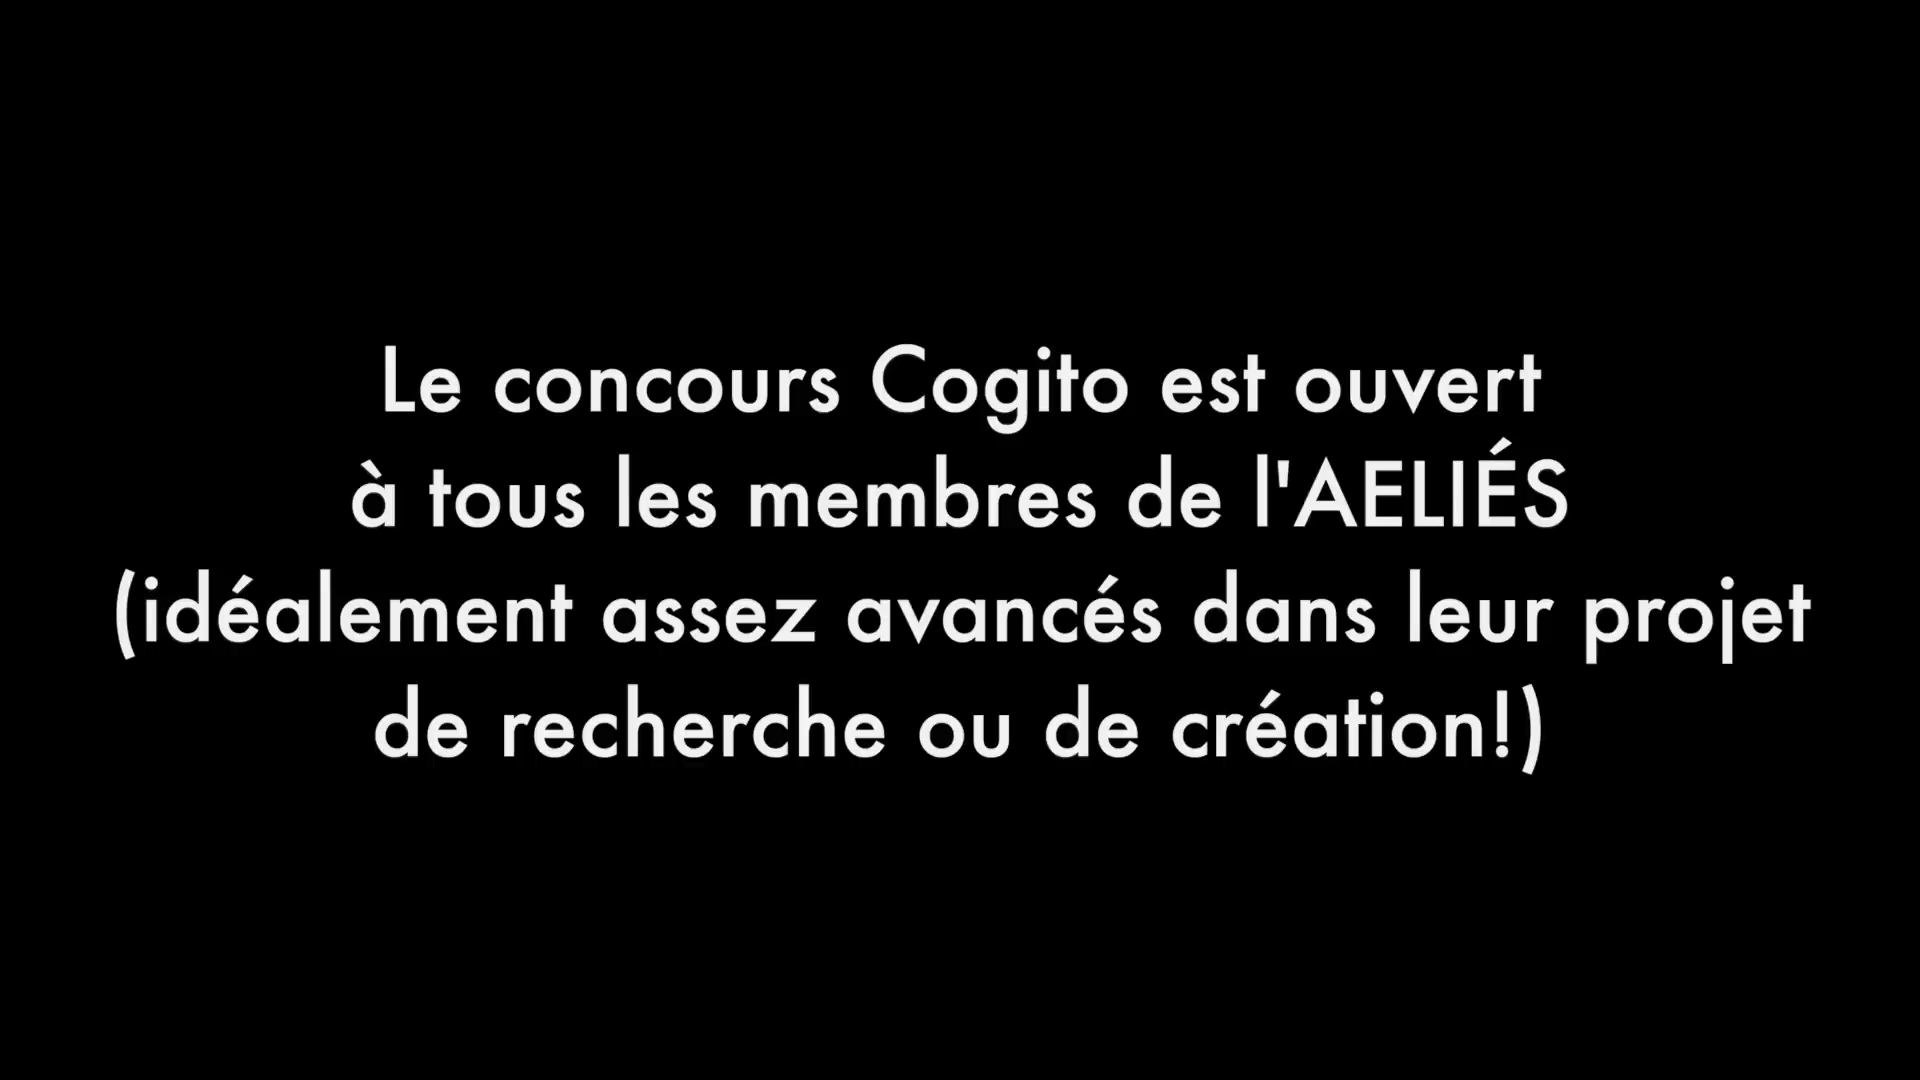 Le concours Cogito est ouvert
à tous les membres de l'AELIÉS
(idéalement assez avancés dans leur projet
de recherche ou de création!)